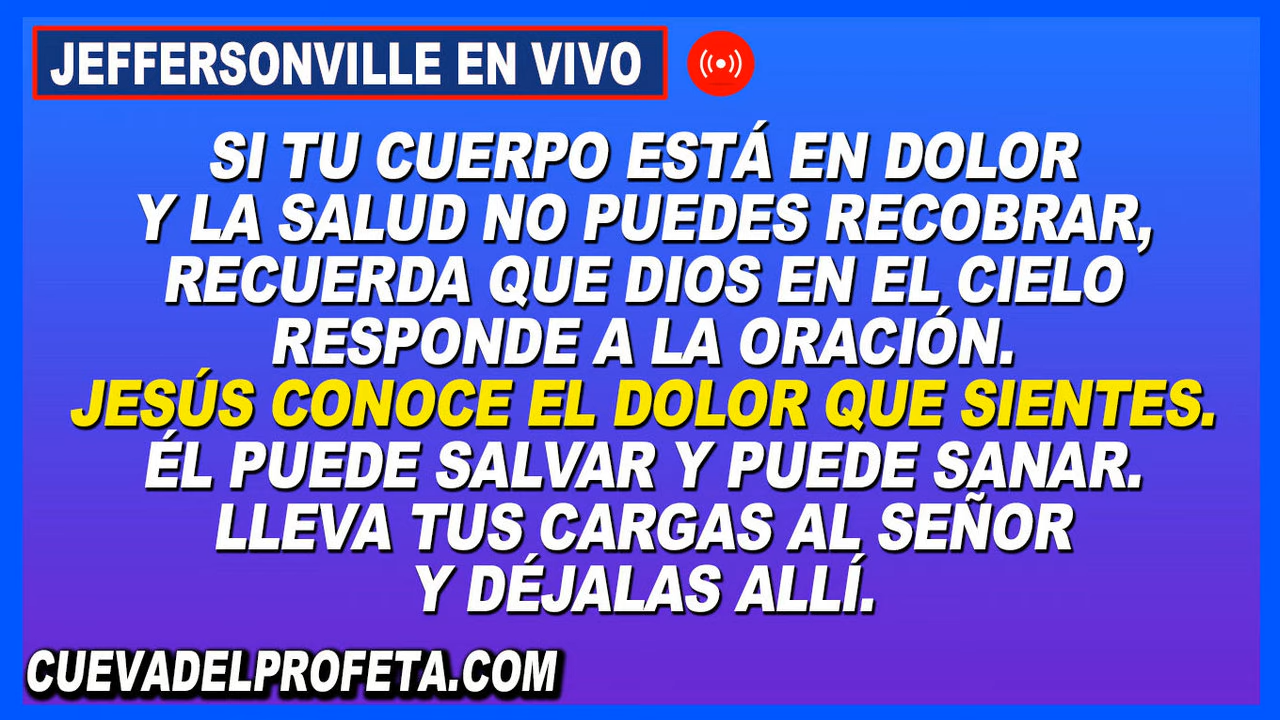 JEFFERSONVILLE EN VIVO
SI TU CUERPO ESTÁ EN DOLOR
Y LA SALUD NO PUEDES RECOBRAR,
RECUERDA QUE DIOS EN EL CIELO
RESPONDE A LA ORACIÓN.
JESÚS CONOCE EL DOLOR QUE SIENTES.
ÉL PUEDE SALVAR Y PUEDE SANAR.
LLEVA TUS CARGAS AL SEÑOR
Y DÉJALAS ALLÍ.
CUEVADELPROFETA.COM